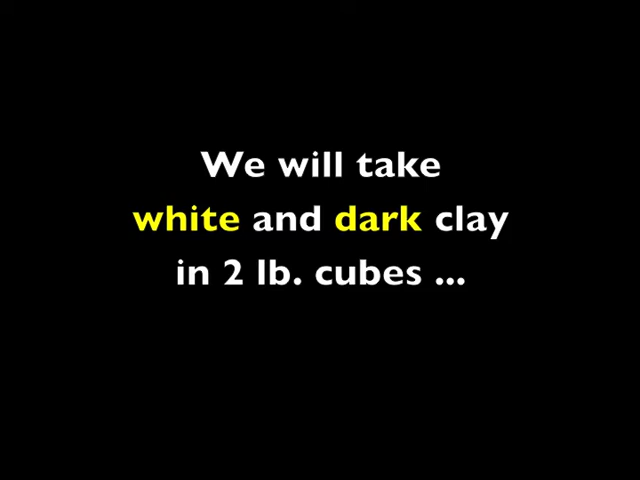 We will take
white and dark clay
in 2 lb. cubes ...